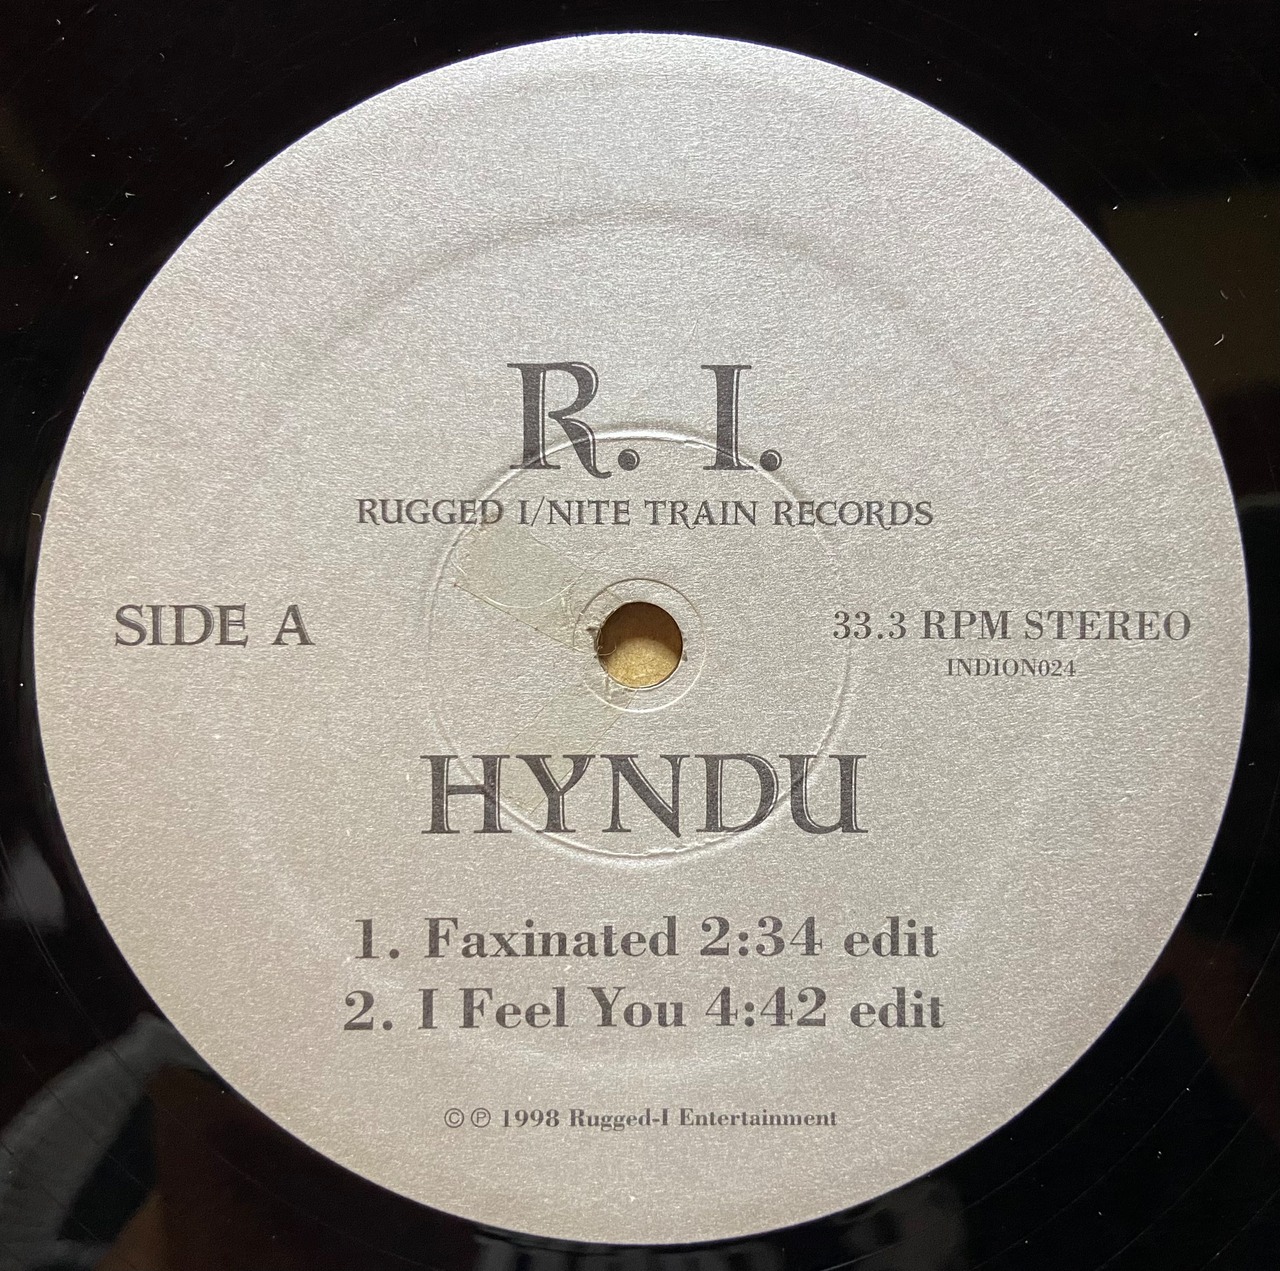 R. I.
RUGGED I/NITE TRAIN RECORDS
SIDE A
33.3 RPM STEREO
INDION024
HYNDU
1. Faxinated 2:34 edit
2. I Feel You 4:42 edit
© ℗ 1998 Rugged-I Entertainment